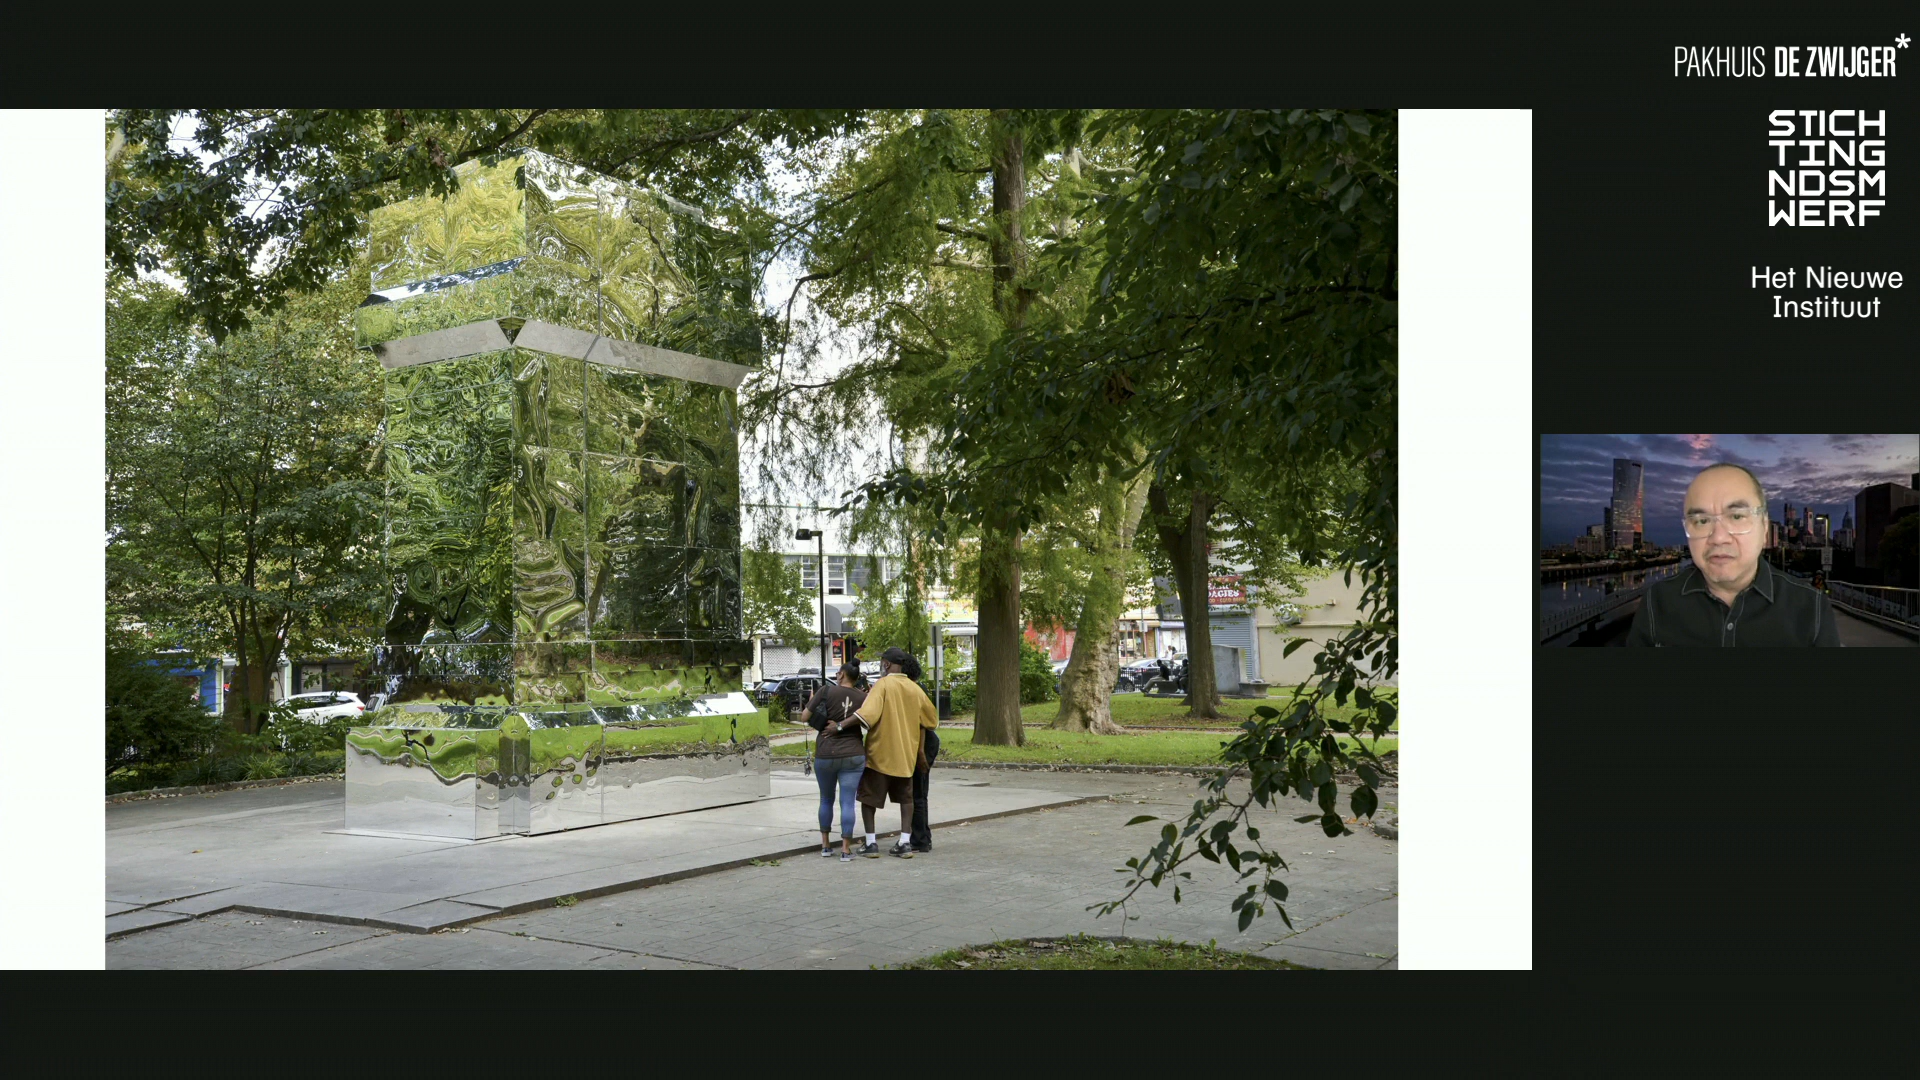 PAKHUIS DE ZWIJGER*
STICH
TING
NDSM
WERF
Het Nieuwe
Instituut